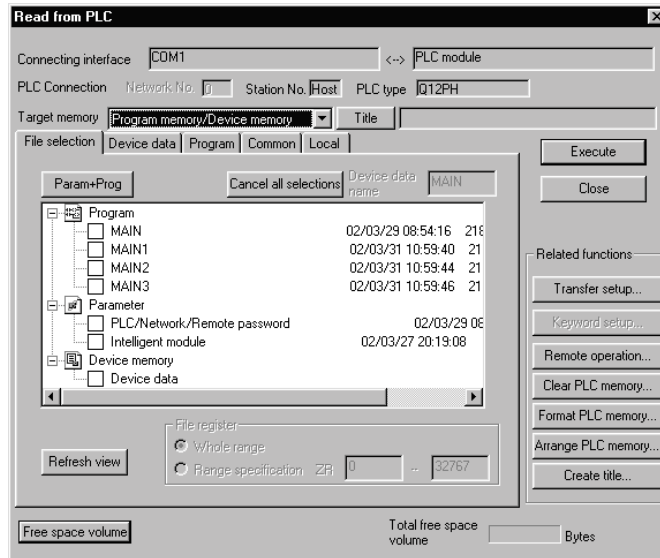 Read from PLC
Connecting interface COM1 <--> PLC module
PLC Connection Network No. 0 Station No. Host PLC type Q12PH
Target memory Program memory/Device memory Title
File selection Device data Program Common Local
Execute
Param+Prog Cancel all selections Device data name MAIN
Close
Program
MAIN 02/03/29 08:54:16 218
MAIN1 02/03/31 10:59:40 21
MAIN2 02/03/31 10:59:44 21
MAIN3 02/03/31 10:59:46 21
Parameter
PLC/Network/Remote password 02/03/29 08
Intelligent module 02/03/27 20:19:08
Device memory
Device data
Related functions
Transfer setup...
Keyword setup...
Remote operation...
Clear PLC memory...
Format PLC memory...
Arrange PLC memory...
Create title...
File register
Whole range
Refresh view
Range specification ZR 0 - 32767
Free space volume
Total free space volume Bytes